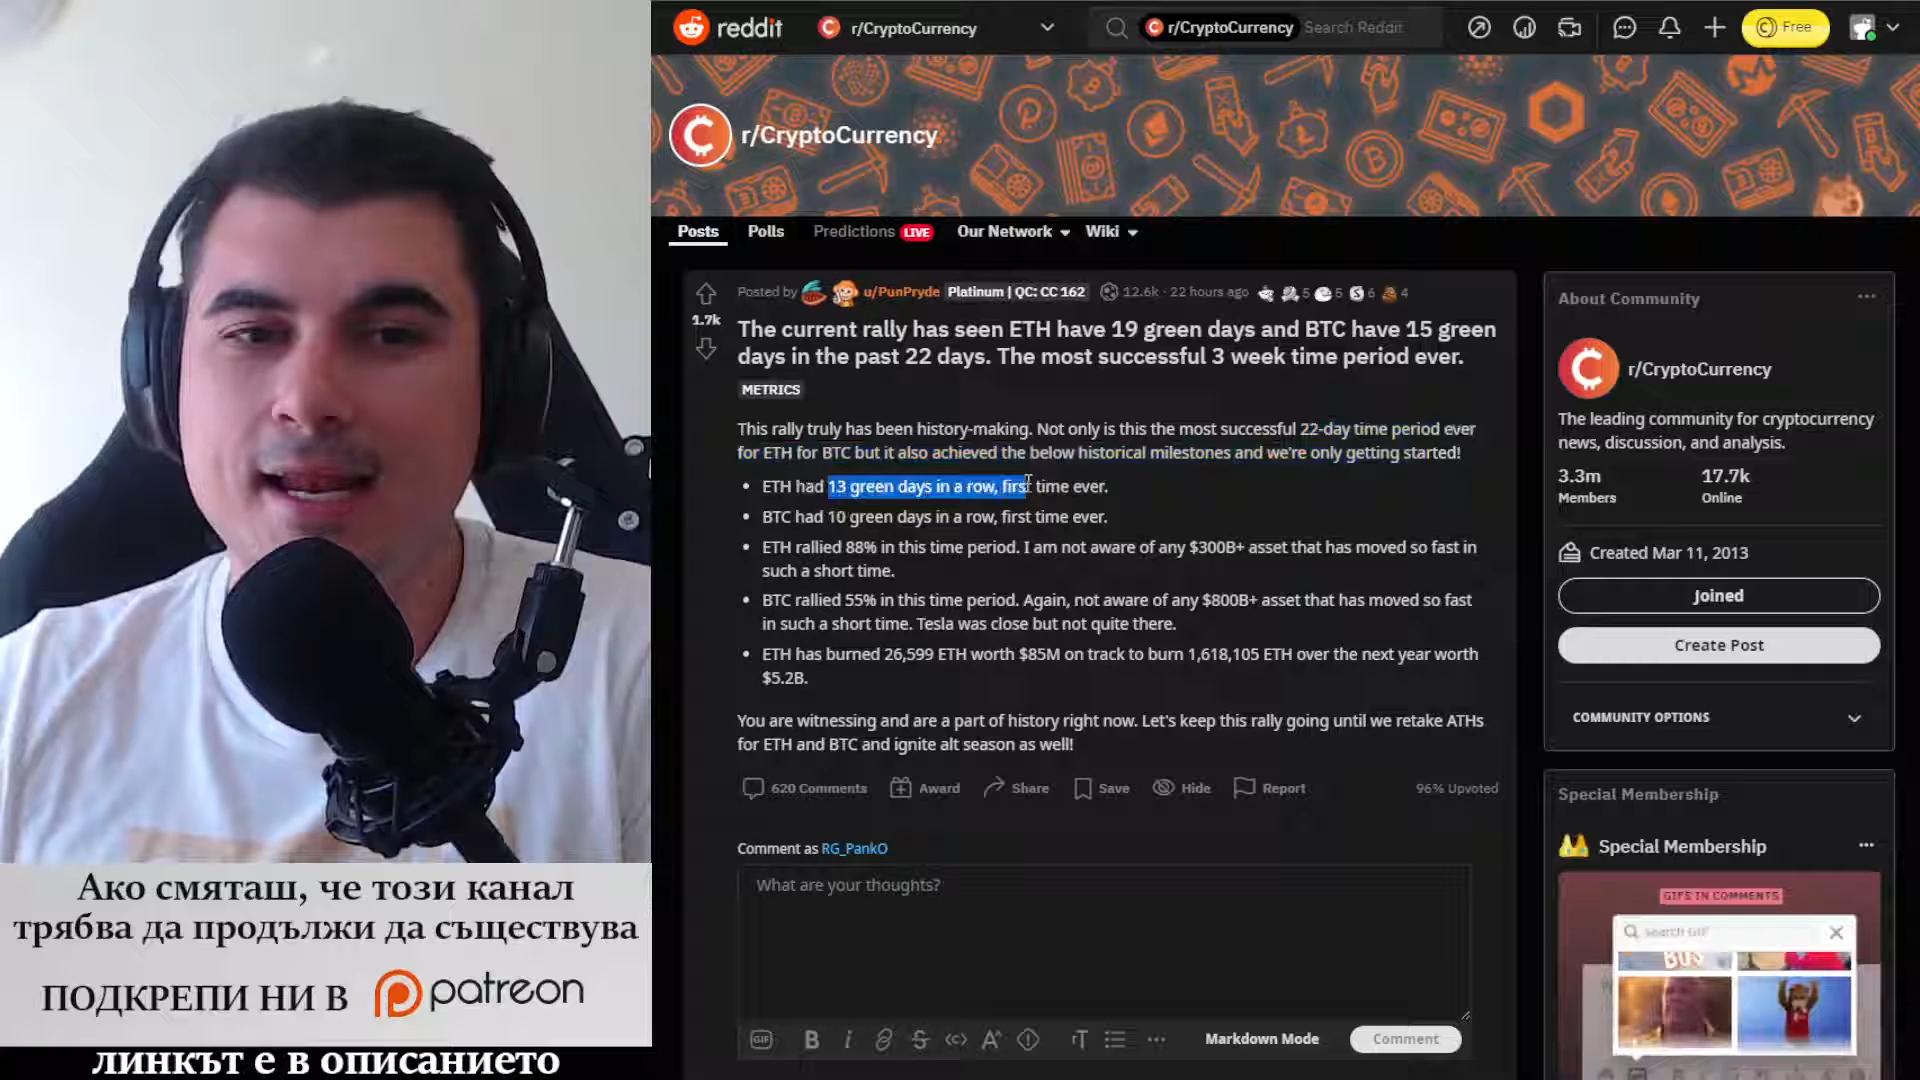 reddit
r/CryptoCurrency
r/CryptoCurrency Search Reddit
Free
r/CryptoCurrency
Posts Polls Predictions LIVE Our Network Wiki
Posted by u/PunPryde Platinum | QC: CC 162 12.6k · 22 hours ago 5 5 6 4
1.7k
The current rally has seen ETH have 19 green days and BTC have 15 green
days in the past 22 days. The most successful 3 week time period ever.
METRICS
This rally truly has been history-making. Not only is this the most successful 22-day time period ever
for ETH for BTC but it also achieved the below historical milestones and we're only getting started!
• ETH had 13 green days in a row, first time ever.
• BTC had 10 green days in a row, first time ever.
• ETH rallied 88% in this time period. I am not aware of any $300B+ asset that has moved so fast in
such a short time.
• BTC rallied 55% in this time period. Again, not aware of any $800B+ asset that has moved so fast
in such a short time. Tesla was close but not quite there.
• ETH has burned 26,599 ETH worth $85M on track to burn 1,618,105 ETH over the next year worth
$5.2B.
You are witnessing and are a part of history right now. Let's keep this rally going until we retake ATHs
for ETH and BTC and ignite alt season as well!
620 Comments Award Share Save Hide Report 96% Upvoted
Comment as RG_PankO
What are your thoughts?
GIF
Markdown Mode Comment
About Community
r/CryptoCurrency
The leading community for cryptocurrency
news, discussion, and analysis.
3.3m 17.7k
Members Online
Created Mar 11, 2013
Joined
Create Post
COMMUNITY OPTIONS
Special Membership
Special Membership
GIFS IN COMMENTS
Search GIF
BUS
Ако смяташ, че този канал
трябва да продължи да съществува
ПОДКРЕПИ НИ В patreon
линкът е в описанието